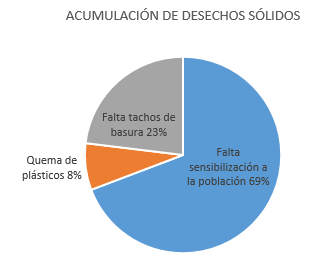 ACUMULACIÓN DE DESECHOS SÓLIDOS
Falta tachos de
basura 23%
Quema de
plásticos 8%
Falta
sensibilización a
la población 69%